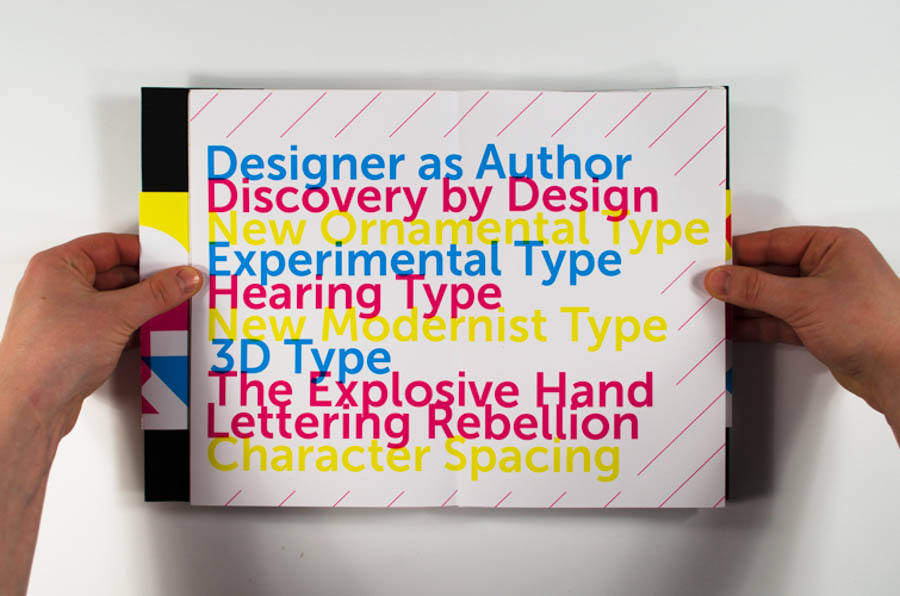 Designer as Author
Discovery by Design
New Ornamental Type
Experimental Type
Hearing Type
New Modernist Type
3D Type
The Explosive Hand
Lettering Rebellion
Character Spacing